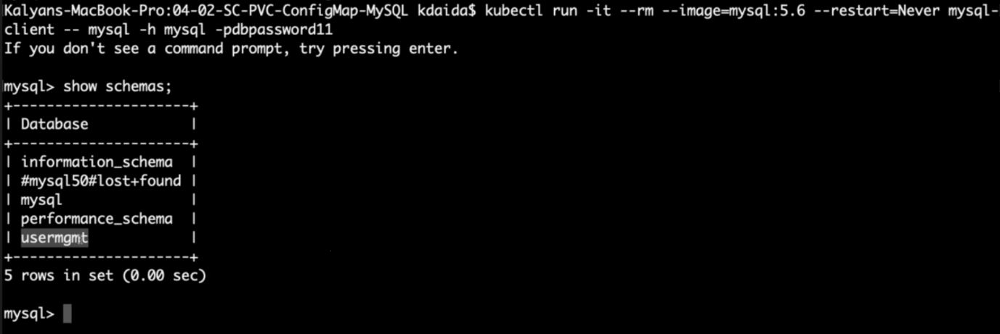 Kalyans-MacBook-Pro:04-02-SC-PVC-ConfigMap-MySQL kdaida$ kubectl run -it --rm --image=mysql:5.6 --restart=Never mysql-
client -- mysql -h mysql -pdbpassword11
If you don't see a command prompt, try pressing enter.
mysql> show schemas;
+---------------------+
| Database            |
+---------------------+
| information_schema  |
| #mysql50#lost+found |
| mysql               |
| performance_schema  |
| usermgmt            |
+---------------------+
5 rows in set (0.00 sec)
mysql>